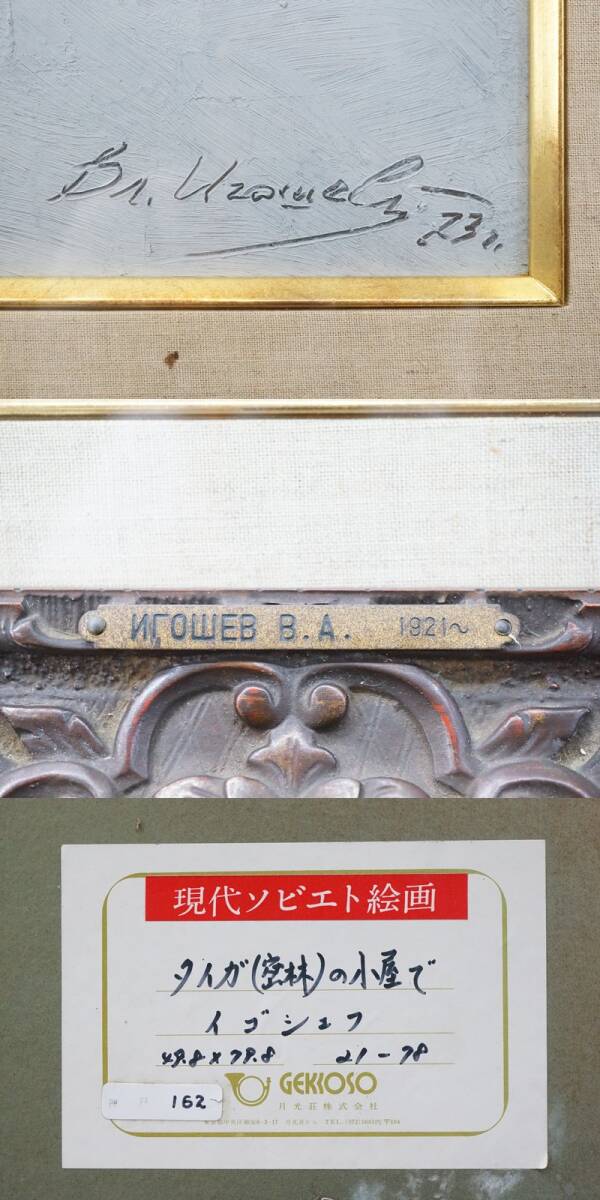 Вл. Игошев 73 г.
ИГОШЕВ В.А. 1921~
現代ソビエト絵画
タイガ(密林)の小屋で
イゴシェフ
49.8×79.8 21-78
GEKKOSO
月光荘株式会社
162